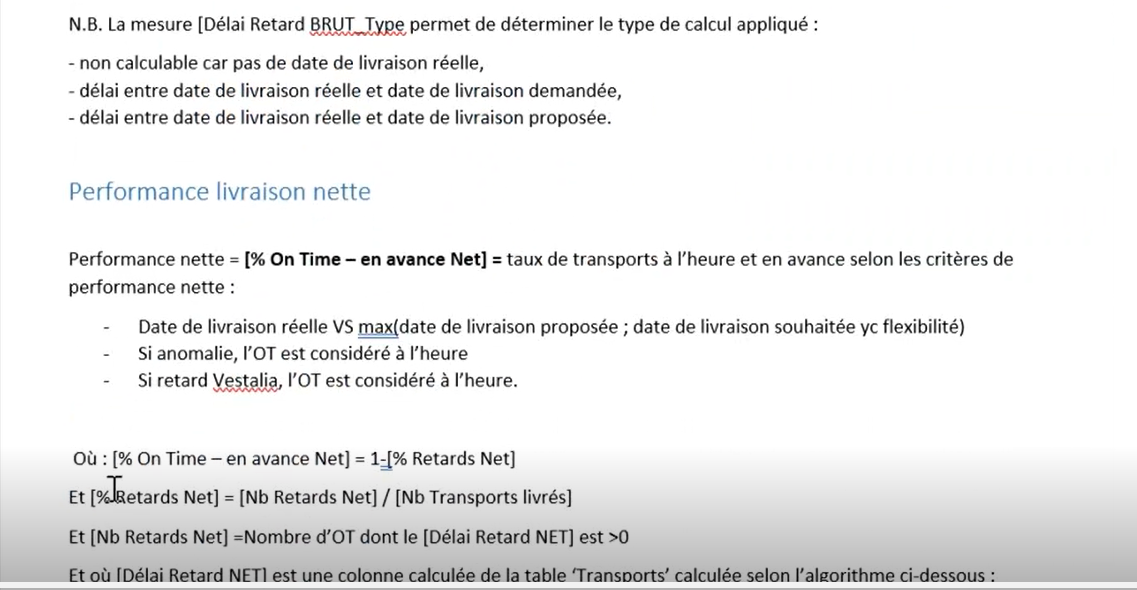 N.B. La mesure [Délai Retard BRUT_Type permet de déterminer le type de calcul appliqué :
- non calculable car pas de date de livraison réelle,
- délai entre date de livraison réelle et date de livraison demandée,
- délai entre date de livraison réelle et date de livraison proposée.
Performance livraison nette
Performance nette = [% On Time – en avance Net] = taux de transports à l'heure et en avance selon les critères de
performance nette :
- Date de livraison réelle VS max(date de livraison proposée ; date de livraison souhaitée yc flexibilité)
- Si anomalie, l'OT est considéré à l'heure
- Si retard Vestalia, l'OT est considéré à l'heure.
Où : [% On Time – en avance Net] = 1-[% Retards Net]
Et [% Retards Net] = [Nb Retards Net] / [Nb Transports livrés]
Et [Nb Retards Net] =Nombre d'OT dont le [Délai Retard NET] est >0
Et où [Délai Retard NET] est une colonne calculée de la table 'Transports' calculée selon l'algorithme ci-dessous :